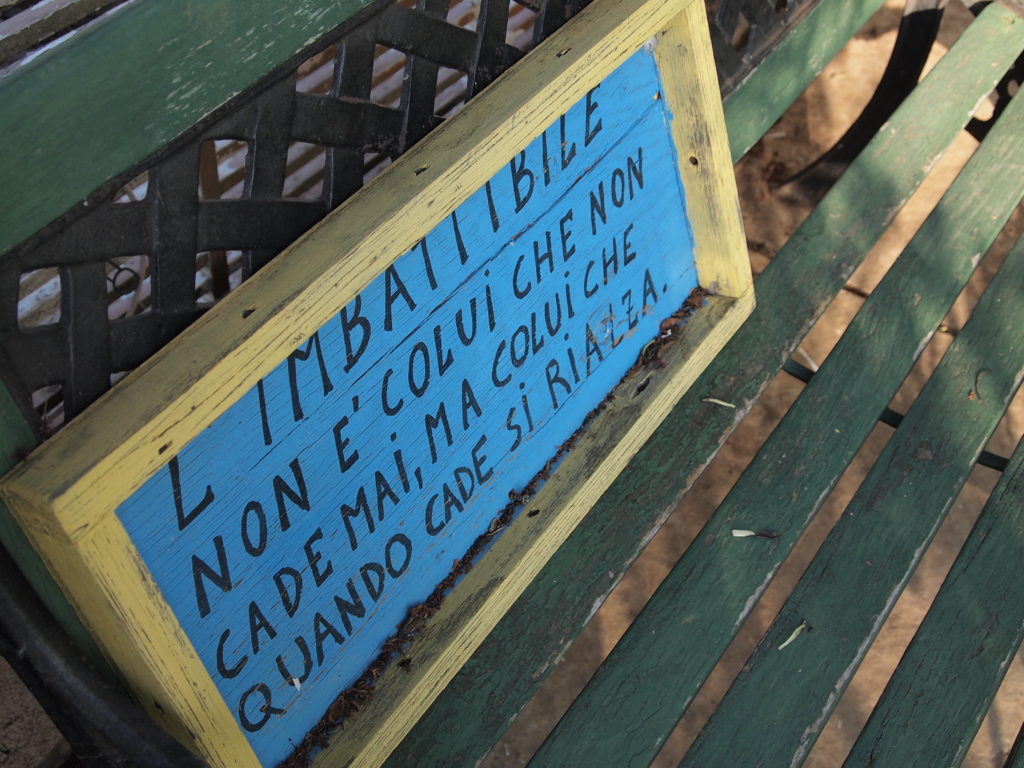 L'IMBATTIBILE
NON E' COLUI CHE NON
CADE MAI, MA COLUI CHE
QUANDO CADE SI RIALZA.